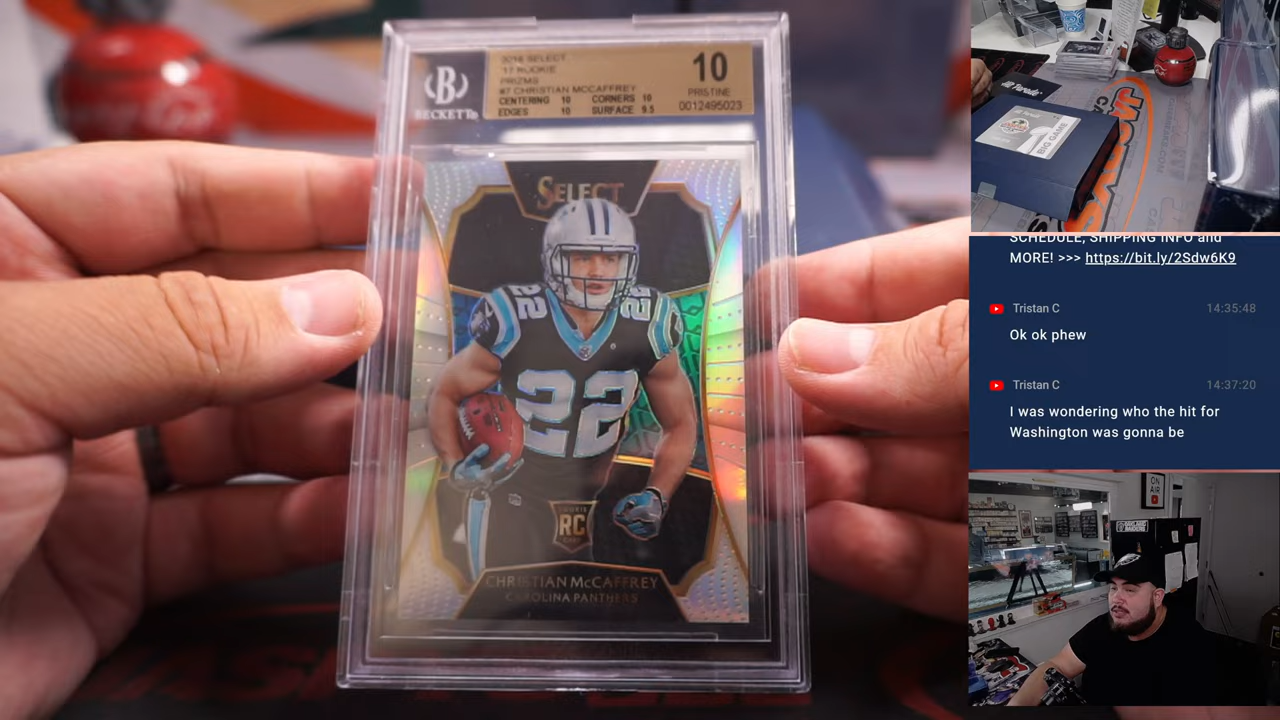 B
BECKETT
2016 SELECT
'17 ROOKIE
PRIZMS
#7 CHRISTIAN MCCAFFREY
CENTERING 10 CORNERS 10
EDGES 10 SURFACE 9.5
10
PRISTINE
0012495023
SELECT
22
22
22
ROOKIE
RC
CHRISTIAN McCAFFREY
CAROLINA PANTHERS
BIG GAME
SCHEDULE, SHIPPING INFO and
MORE! >>> https://bit.ly/2Sdw6K9
Tristan C 14:35:48
Ok ok phew
Tristan C 14:37:20
I was wondering who the hit for
Washington was gonna be
ON
AIR